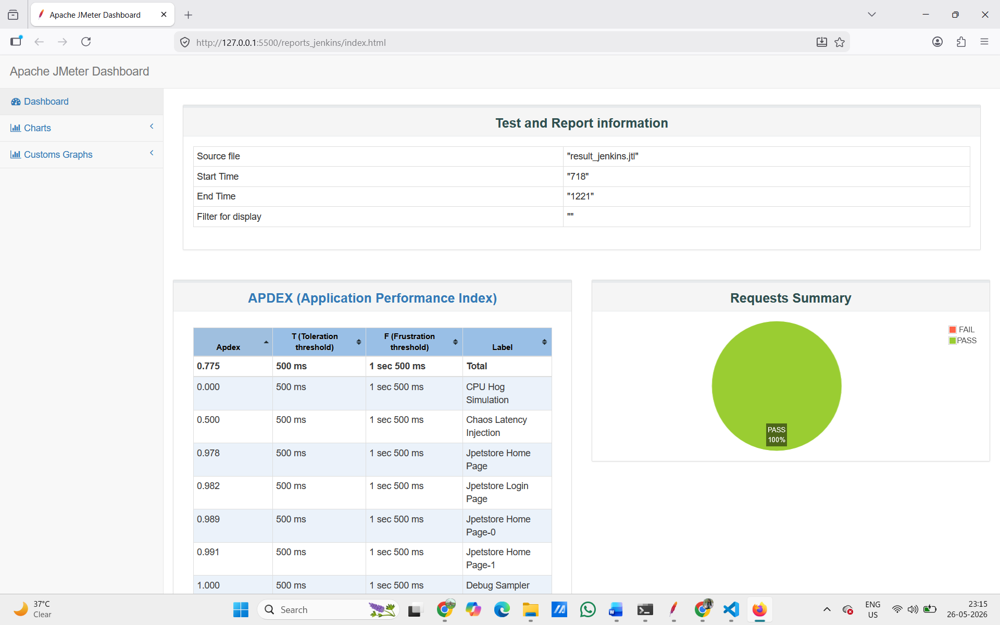 Apache JMeter Dashboard
http://127.0.0.1:5500/reports_jenkins/index.html
Apache JMeter Dashboard
Dashboard
Charts
Customs Graphs
Test and Report information
Source file "result_jenkins.jtl"
Start Time "718"
End Time "1221"
Filter for display ""
APDEX (Application Performance Index)
Apdex T (Toleration threshold) F (Frustration threshold) Label
0.775 500 ms 1 sec 500 ms Total
0.000 500 ms 1 sec 500 ms CPU Hog
Simulation
0.500 500 ms 1 sec 500 ms Chaos Latency
Injection
0.978 500 ms 1 sec 500 ms Jpetstore Home
Page
0.982 500 ms 1 sec 500 ms Jpetstore Login
Page
0.989 500 ms 1 sec 500 ms Jpetstore Home
Page-0
0.991 500 ms 1 sec 500 ms Jpetstore Home
Page-1
1.000 500 ms 1 sec 500 ms Debug Sampler
Requests Summary
FAIL
PASS
PASS
100%
37°C
Clear
Search
ENG
US
23:15
26-05-2026